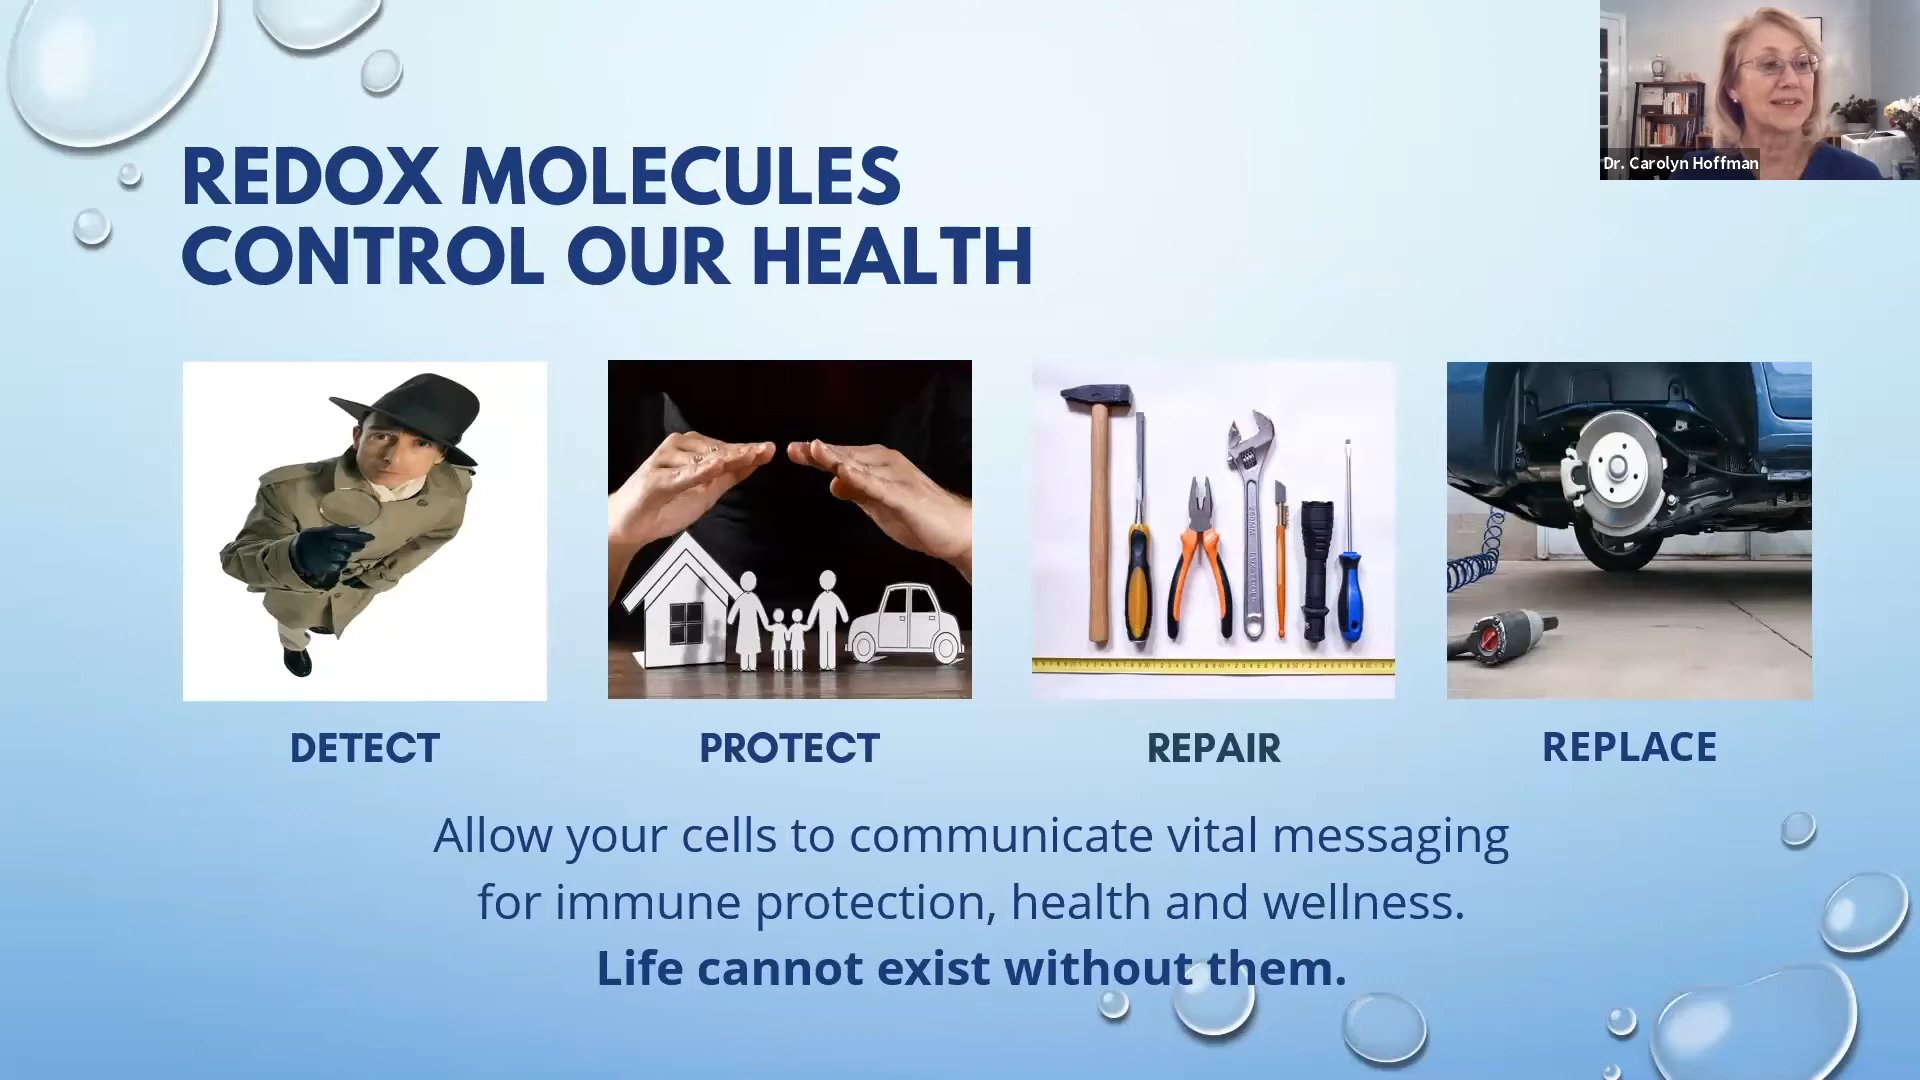 Dr. Carolyn Hoffman
REDOX MOLECULES
CONTROL OUR HEALTH
DETECT
PROTECT
REPAIR
REPLACE
Allow your cells to communicate vital messaging
for immune protection, health and wellness.
Life cannot exist without them.